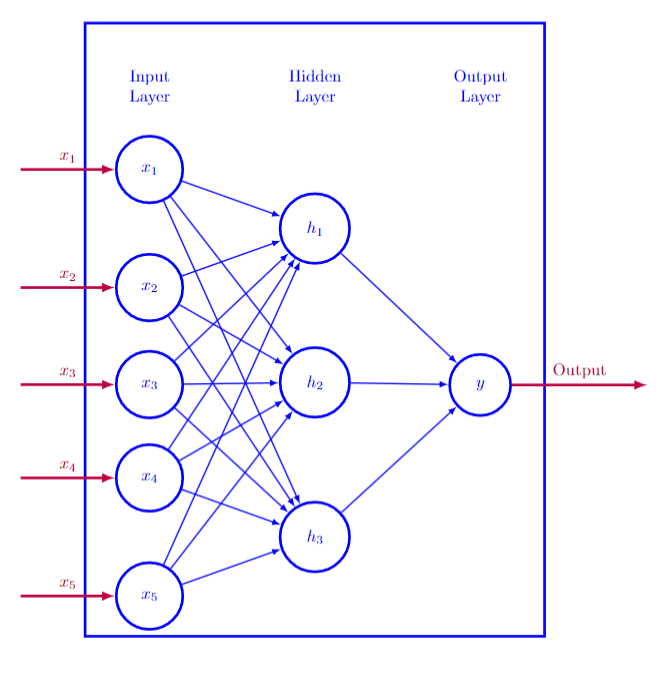 Input Hidden Output
Layer Layer Layer
x₁ x₁
h₁
x₂ x₂
x₃ x₃ h₂ y Output
x₄ x₄
h₃
x₅ x₅